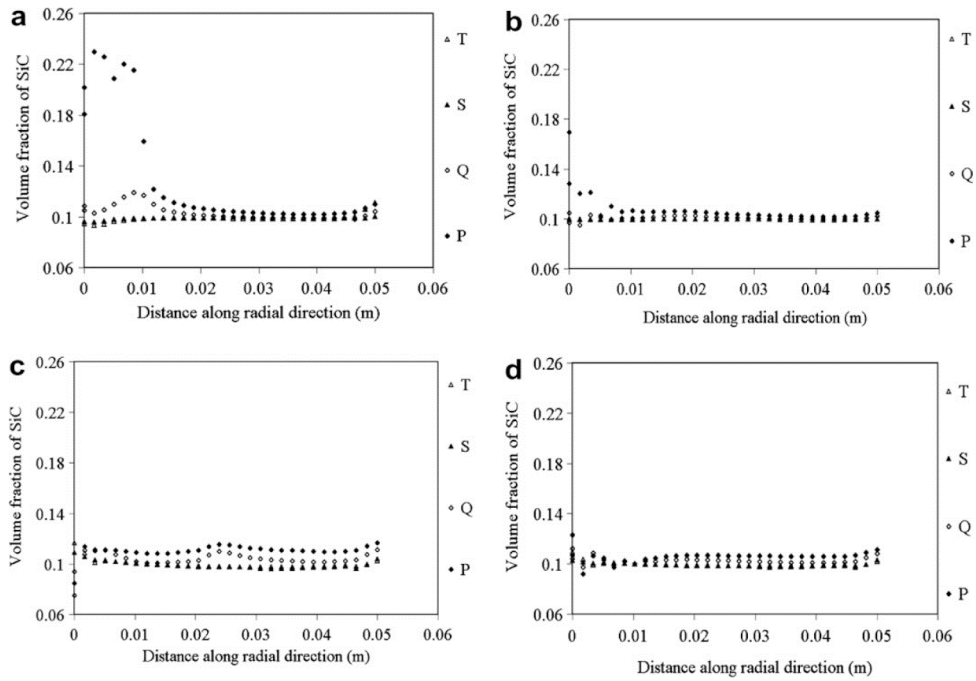 a
Volume fraction of SiC
0.26
0.22
0.18
0.14
0.1
0.06
0
0.01
0.02
0.03
0.04
0.05
0.06
Distance along radial direction (m)
T
S
Q
P
b
Volume fraction of SiC
0.26
0.22
0.18
0.14
0.1
0.06
0
0.01
0.02
0.03
0.04
0.05
0.06
Distance along radial direction (m)
T
S
Q
P
c
Volume fraction of SiC
0.26
0.22
0.18
0.14
0.1
0.06
0
0.01
0.02
0.03
0.04
0.05
0.06
Distance along radial direction (m)
T
S
Q
P
d
Volume fraction of SiC
0.26
0.22
0.18
0.14
0.1
0.06
0
0.01
0.02
0.03
0.04
0.05
0.06
Distance along radial direction (m)
T
S
Q
P